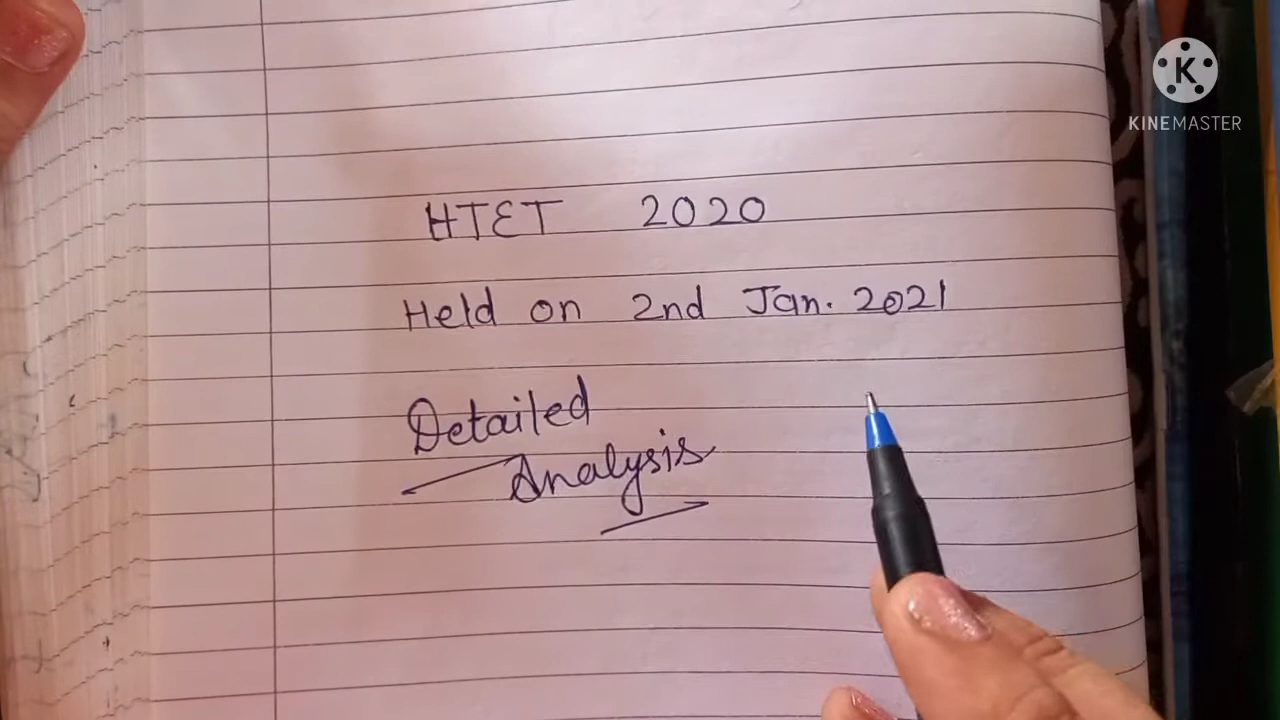 K
KINEMASTER
HTET 2020
Held on 2nd Jan. 2021
Detailed
Analysis